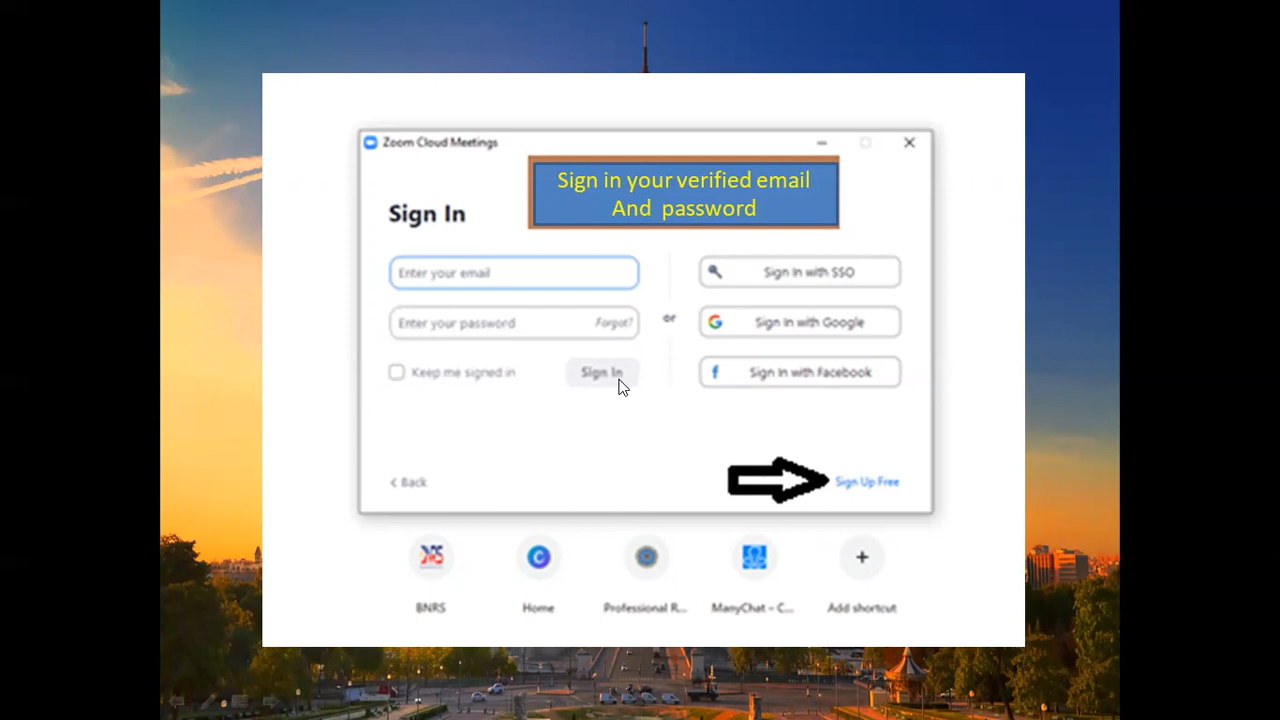 Zoom Cloud Meetings
Sign in your verified email
And password
Sign In
Enter your email
Sign In with SSO
Enter your password Forgot?
or
Sign In with Google
Keep me signed in
Sign In
Sign In with Facebook
< Back
Sign Up Free
BNRS
Home
Professional R...
ManyChat – C...
Add shortcut